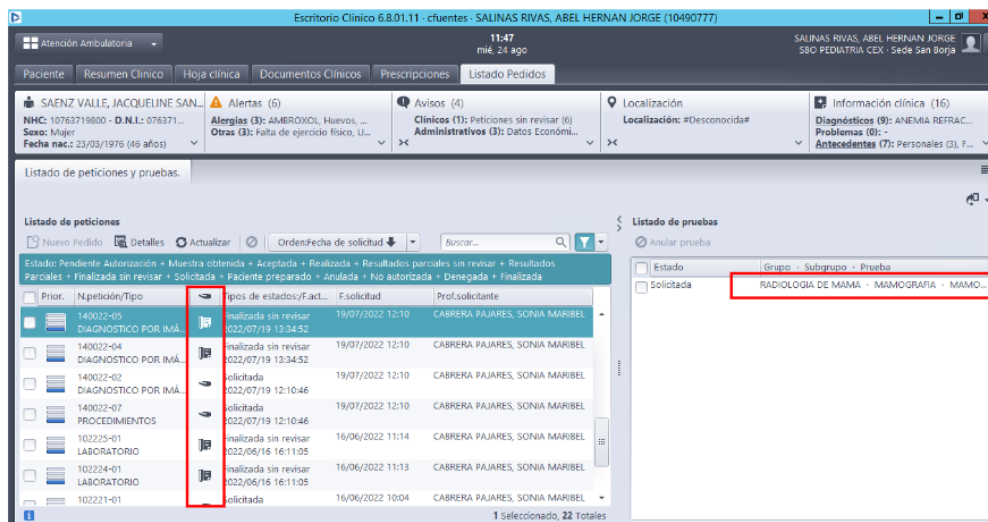 Escritorio Clinico 6.8.01.11 - cfuentes - SALINAS RIVAS, ABEL HERNAN JORGE (10490777)
Atención Ambulatoria
11:47
mié, 24 ago
SALINAS RIVAS, ABEL HERNAN JORGE
SBO PEDIATRIA CEX - Sede San Borja
Paciente Resumen Clinico Hoja clínica Documentos Clínicos Prescripciones Listado Pedidos
SAENZ VALLE, JACQUELINE SAN...
NHC: 10763719800 - D.N.I.: 076371...
Sexo: Mujer
Fecha nac.: 23/03/1976 (46 años)
Alertas (6)
Alergias (3): AMBROXOL, Huevos, ...
Otras (3): Falta de ejercicio físico, U...
Avisos (4)
Clínicos (1): Peticiones sin revisar (6)
Administrativos (3): Datos Económi...
Localización
Localización: #Desconocida#
Información clínica (16)
Diagnósticos (9): ANEMIA REFRAC...
Problemas (0): -
Antecedentes (7): Personales (3), F...
Listado de peticiones y pruebas.
Listado de peticiones
Nuevo Pedido Detalles Actualizar Orden:Fecha de solicitud Buscar...
Estado: Pendiente Autorización + Muestra obtenida + Aceptada + Realizada + Resultados parciales sin revisar + Resultados
Parciales + Finalizada sin revisar + Solicitada + Paciente preparado + Anulada + No autorizada + Denegada + Finalizada
Prior. N.petición/Tipo Tipos de estados:/F.act... F.solicitud Prof.solicitante
140022-05 Finalizada sin revisar 19/07/2022 12:10 CABRERA PAJARES, SONIA MARIBEL
DIAGNOSTICO POR IMÁ... 2022/07/19 13:34:52
140022-04 Finalizada sin revisar 19/07/2022 12:10 CABRERA PAJARES, SONIA MARIBEL
DIAGNOSTICO POR IMÁ... 2022/07/19 13:34:52
140022-02 Solicitada 19/07/2022 12:10 CABRERA PAJARES, SONIA MARIBEL
DIAGNOSTICO POR IMÁ... 2022/07/19 12:10:46
140022-07 Solicitada 19/07/2022 12:10 CABRERA PAJARES, SONIA MARIBEL
PROCEDIMIENTOS 2022/07/19 12:10:46
102225-01 Finalizada sin revisar 16/06/2022 11:14 CABRERA PAJARES, SONIA MARIBEL
LABORATORIO 2022/06/16 16:11:05
102224-01 Finalizada sin revisar 16/06/2022 11:13 CABRERA PAJARES, SONIA MARIBEL
LABORATORIO 2022/06/16 16:11:05
102221-01 Solicitada 16/06/2022 10:04 CABRERA PAJARES, SONIA MARIBEL
1 Seleccionado, 22 Totales
Listado de pruebas
Anular prueba
Estado Grupo - Subgrupo - Prueba
Solicitada RADIOLOGIA DE MAMA - MAMOGRAFIA - MAMO...